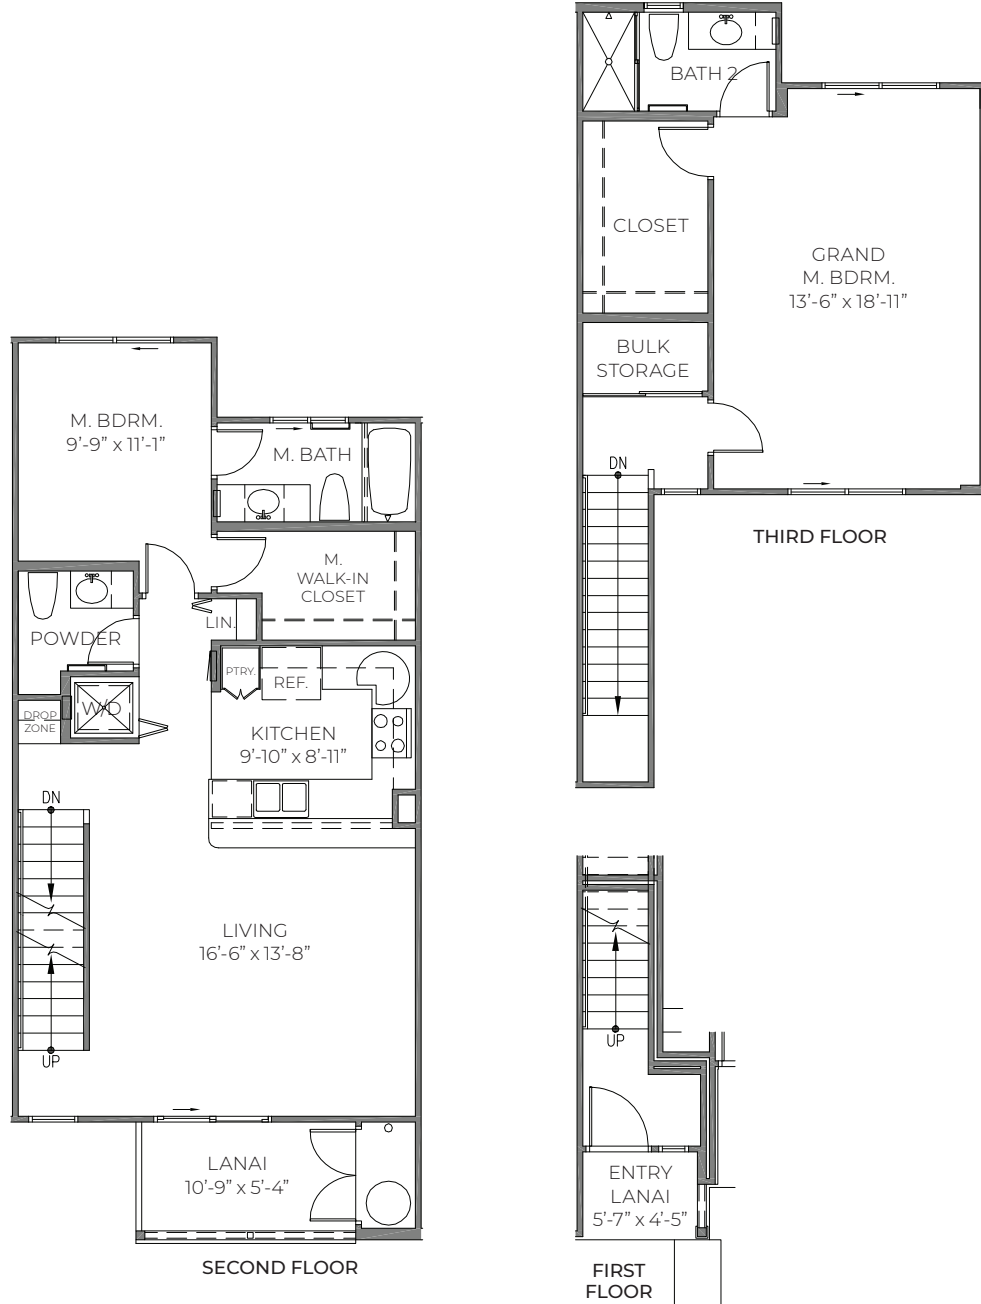 BATH 2
CLOSET
GRAND
M. BDRM.
13'-6" x 18'-11"
BULK
STORAGE
DN
THIRD FLOOR
M. BDRM.
9'-9" x 11'-1"
M. BATH
M.
WALK-IN
CLOSET
LIN.
POWDER
PTRY.
REF.
W/D
DROP
ZONE
KITCHEN
9'-10" x 8'-11"
DN
LIVING
16'-6" x 13'-8"
UP
LANAI
10'-9" x 5'-4"
SECOND FLOOR
UP
ENTRY
LANAI
5'-7" x 4'-5"
FIRST
FLOOR